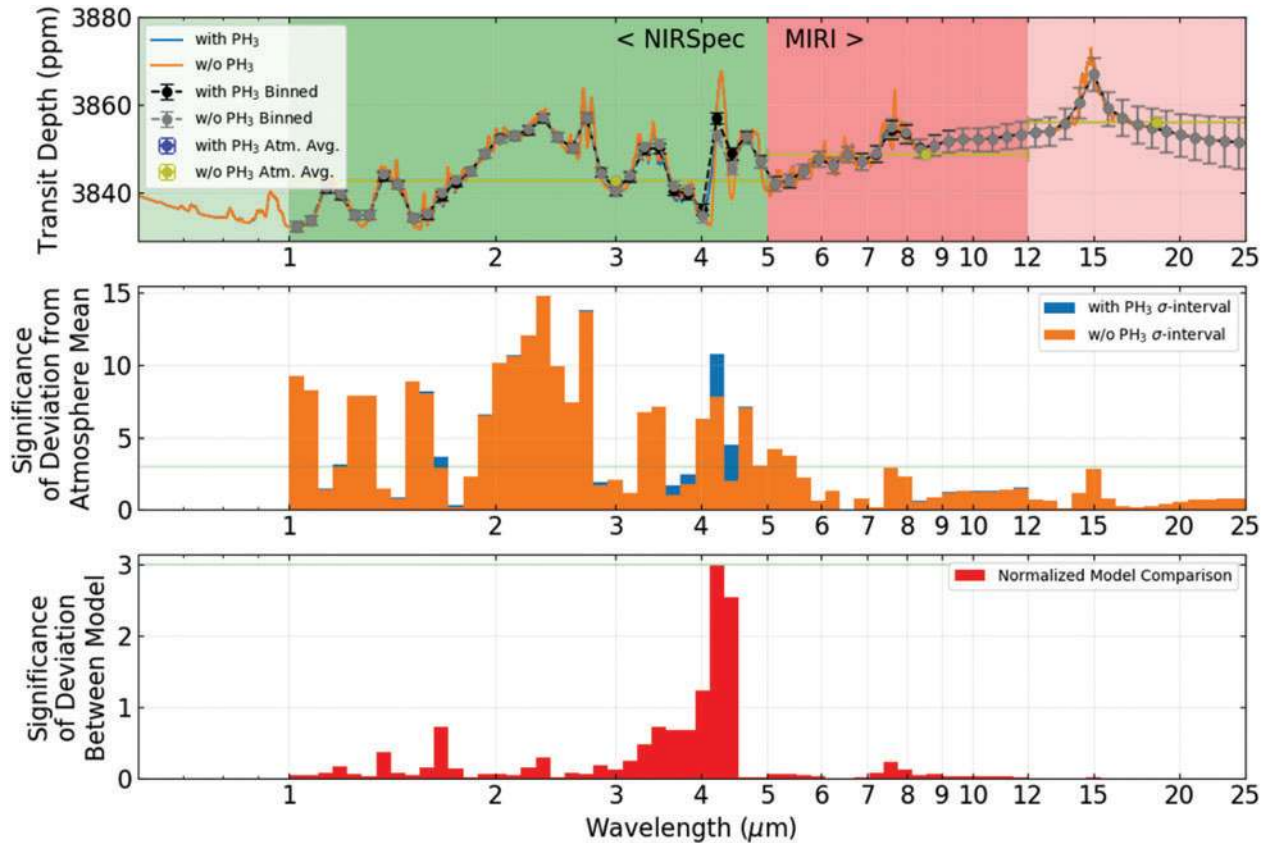 3880
3860
3840
Transit Depth (ppm)
with PH₃
w/o PH₃
with PH₃ Binned
w/o PH₃ Binned
with PH₃ Atm. Avg.
w/o PH₃ Atm. Avg.
< NIRSpec
MIRI >
1 2 3 4 5 6 7 8 9 10 12 15 20 25
15
10
5
0
Significance
of Deviation from
Atmosphere Mean
with PH₃ σ-interval
w/o PH₃ σ-interval
1 2 3 4 5 6 7 8 9 10 12 15 20 25
3
2
1
0
Significance
of Deviation
Between Model
Normalized Model Comparison
1 2 3 4 5 6 7 8 9 10 12 15 20 25
Wavelength (μm)